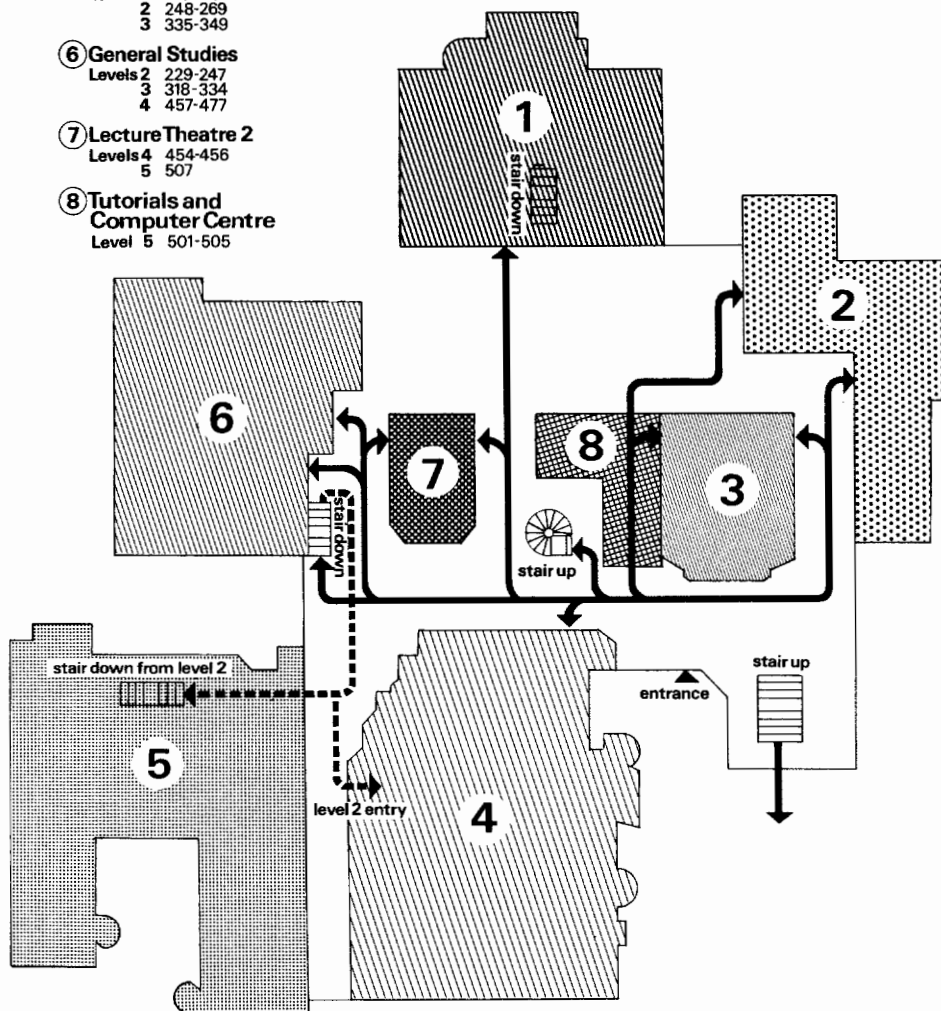 2 248-269
3 335-349
6 General Studies
Levels 2 229-247
3 318-334
4 457-477
7 Lecture Theatre 2
Levels 4 454-456
5 507
8 Tutorials and
Computer Centre
Level 5 501-505
1
stair down
2
6
7
8
3
stair down
stair up
stair down from level 2
entrance
stair up
5
level 2 entry
4